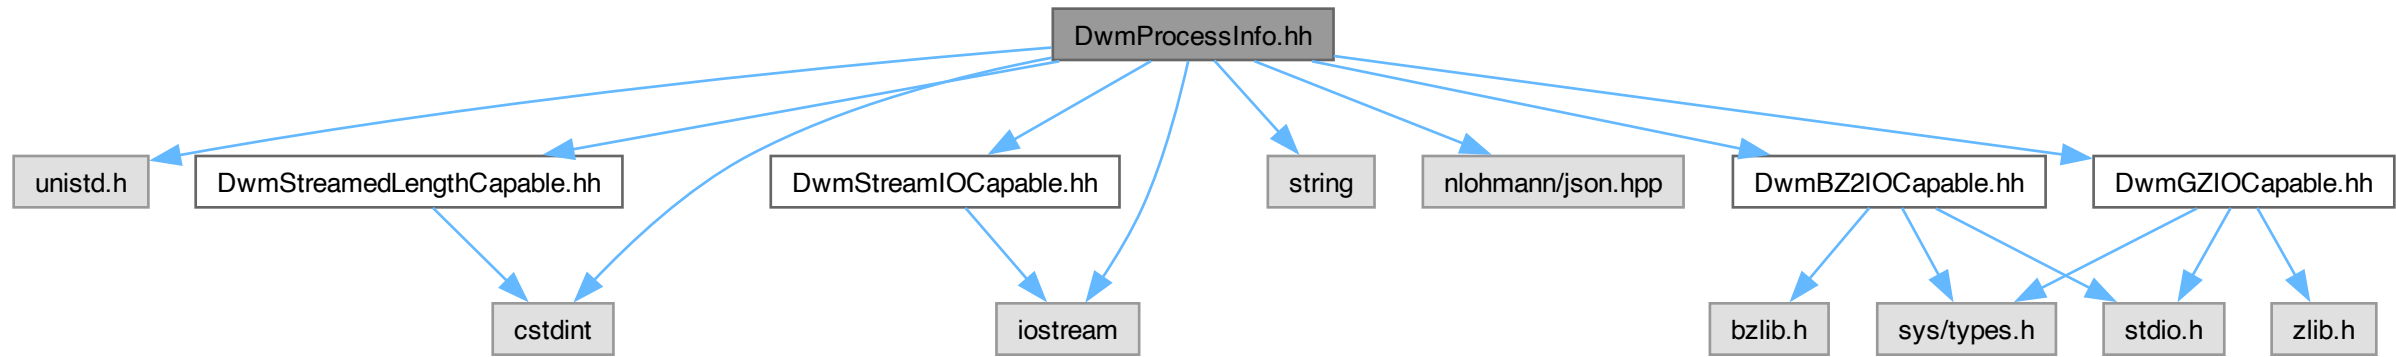 DwmProcessInfo.hh
unistd.h
DwmStreamedLengthCapable.hh
DwmStreamIOCapable.hh
string
nlohmann/json.hpp
DwmBZ2IOCapable.hh
DwmGZIOCapable.hh
cstdint
iostream
bzlib.h
sys/types.h
stdio.h
zlib.h